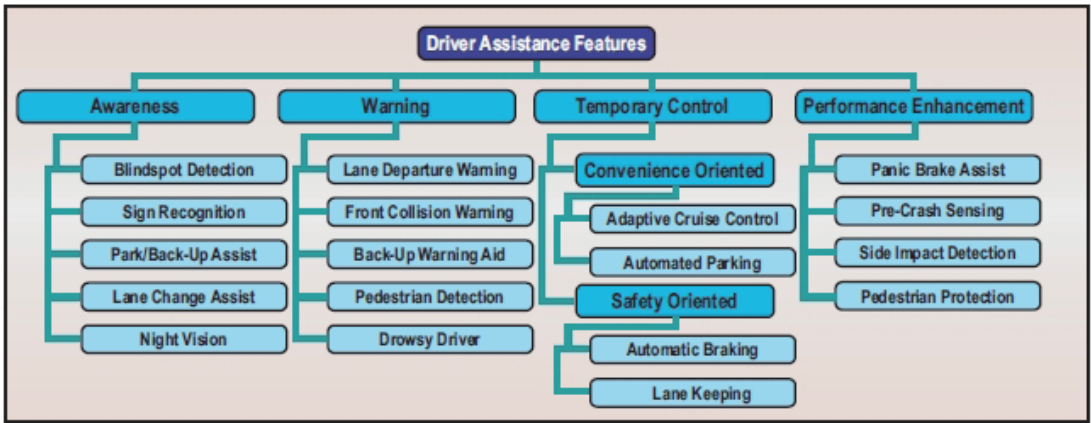 Driver Assistance Features
Awareness
Blindspot Detection
Sign Recognition
Park/Back-Up Assist
Lane Change Assist
Night Vision
Warning
Lane Departure Warning
Front Collision Warning
Back-Up Warning Aid
Pedestrian Detection
Drowsy Driver
Temporary Control
Convenience Oriented
Adaptive Cruise Control
Automated Parking
Safety Oriented
Automatic Braking
Lane Keeping
Performance Enhancement
Panic Brake Assist
Pre-Crash Sensing
Side Impact Detection
Pedestrian Protection